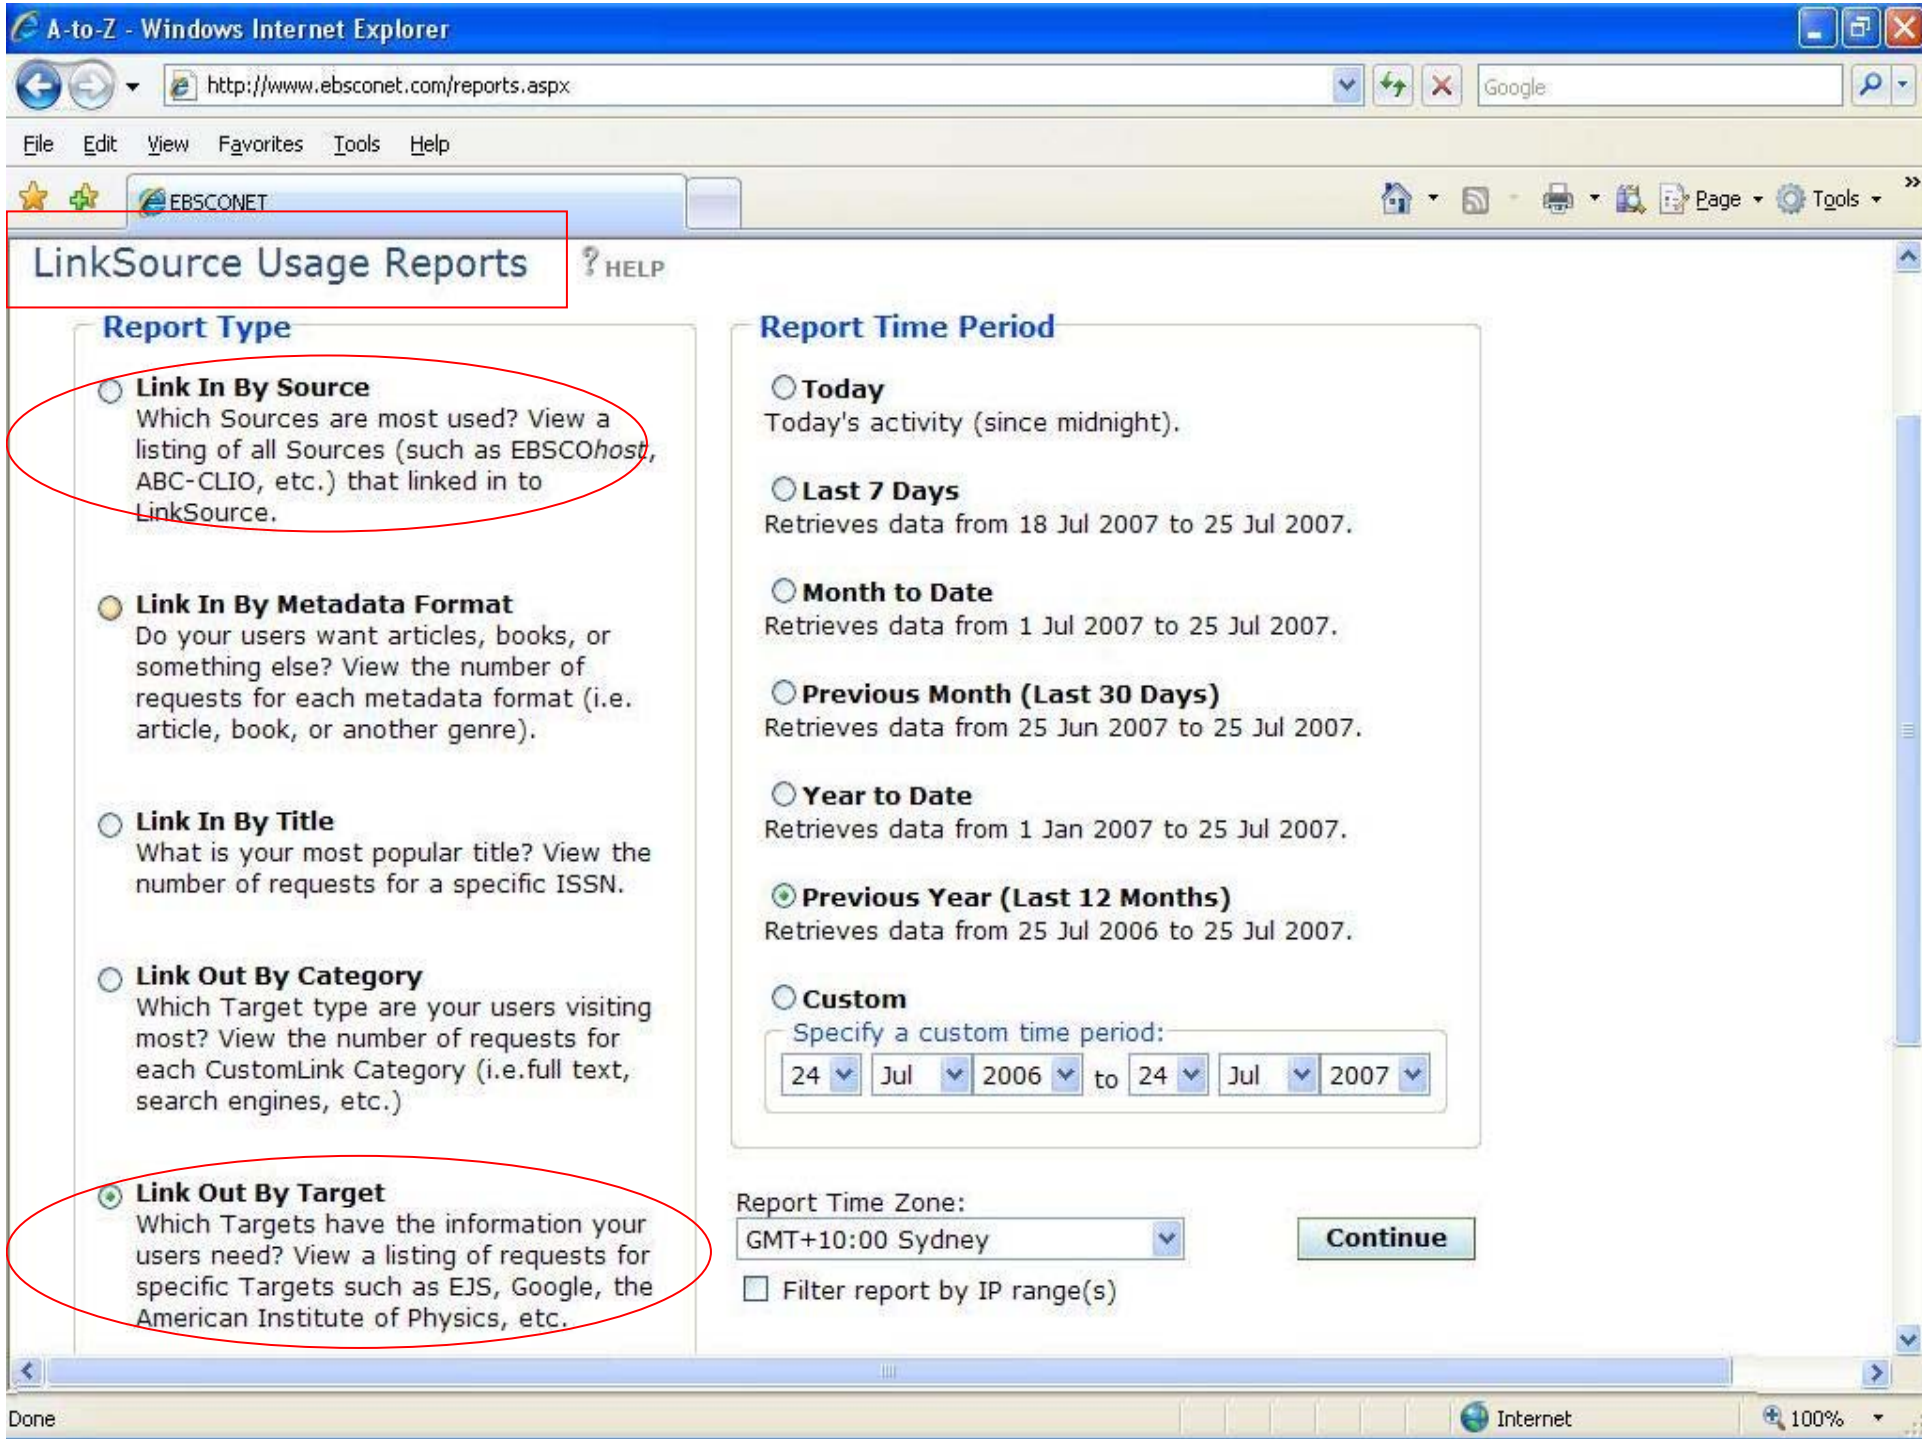 A-to-Z - Windows Internet Explorer
http://www.ebsconet.com/reports.aspx
Google
File Edit View Favorites Tools Help
EBSCONET
Page Tools »
LinkSource Usage Reports ? HELP
Report Type
Link In By Source
Which Sources are most used? View a
listing of all Sources (such as EBSCOhost,
ABC-CLIO, etc.) that linked in to
LinkSource.
Link In By Metadata Format
Do your users want articles, books, or
something else? View the number of
requests for each metadata format (i.e.
article, book, or another genre).
Link In By Title
What is your most popular title? View the
number of requests for a specific ISSN.
Link Out By Category
Which Target type are your users visiting
most? View the number of requests for
each CustomLink Category (i.e.full text,
search engines, etc.)
Link Out By Target
Which Targets have the information your
users need? View a listing of requests for
specific Targets such as EJS, Google, the
American Institute of Physics, etc.
Report Time Period
Today
Today's activity (since midnight).
Last 7 Days
Retrieves data from 18 Jul 2007 to 25 Jul 2007.
Month to Date
Retrieves data from 1 Jul 2007 to 25 Jul 2007.
Previous Month (Last 30 Days)
Retrieves data from 25 Jun 2007 to 25 Jul 2007.
Year to Date
Retrieves data from 1 Jan 2007 to 25 Jul 2007.
Previous Year (Last 12 Months)
Retrieves data from 25 Jul 2006 to 25 Jul 2007.
Custom
Specify a custom time period:
24 Jul 2006 to 24 Jul 2007
Report Time Zone:
GMT+10:00 Sydney
Continue
Filter report by IP range(s)
Done
Internet
100%